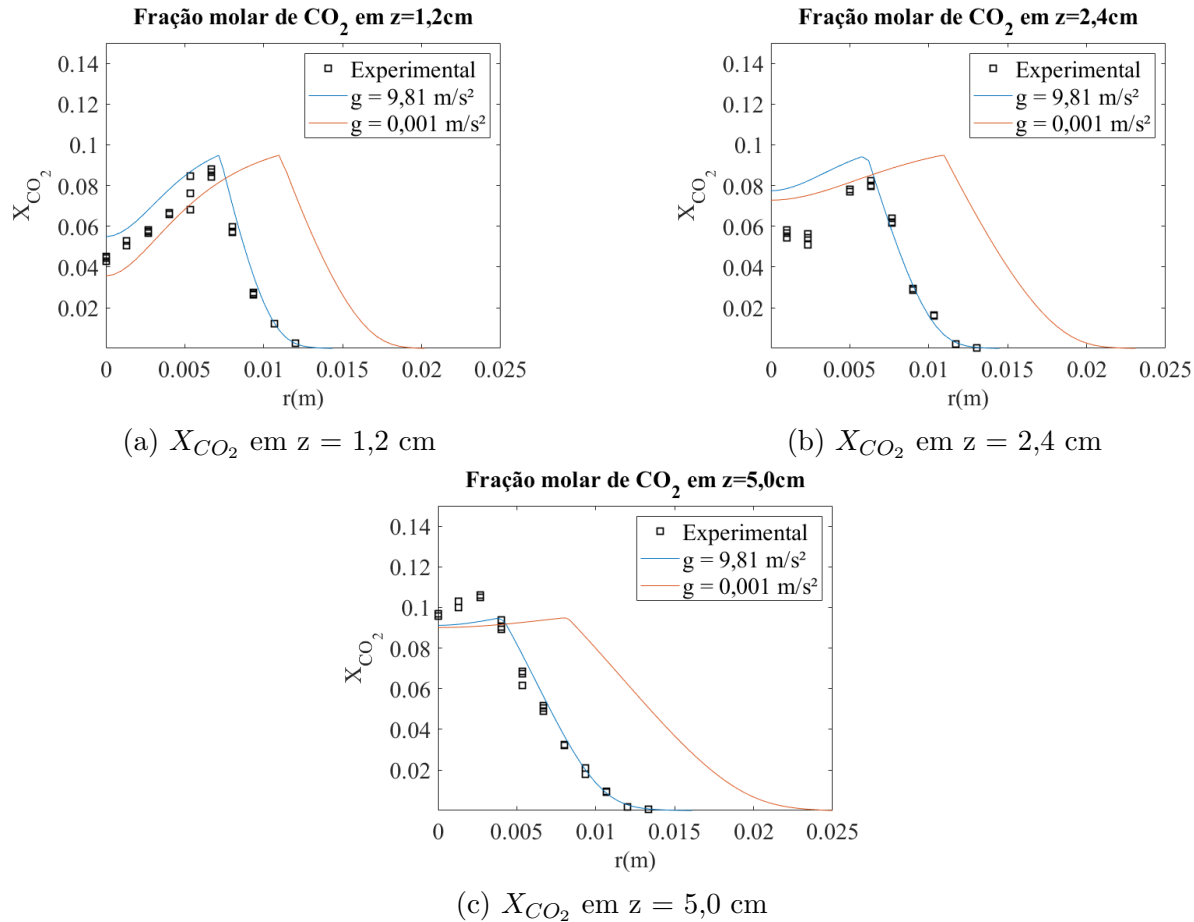 Fração molar de CO₂ em z=1,2cm
0.14
0.12
0.1
0.08
0.06
0.04
0.02
X_CO₂
Experimental
g = 9,81 m/s²
g = 0,001 m/s²
0 0.005 0.01 0.015 0.02 0.025
r(m)
(a) X_CO₂ em z = 1,2 cm
Fração molar de CO₂ em z=2,4cm
0.14
0.12
0.1
0.08
0.06
0.04
0.02
X_CO₂
Experimental
g = 9,81 m/s²
g = 0,001 m/s²
0 0.005 0.01 0.015 0.02 0.025
r(m)
(b) X_CO₂ em z = 2,4 cm
Fração molar de CO₂ em z=5,0cm
0.14
0.12
0.1
0.08
0.06
0.04
0.02
X_CO₂
Experimental
g = 9,81 m/s²
g = 0,001 m/s²
0 0.005 0.01 0.015 0.02 0.025
r(m)
(c) X_CO₂ em z = 5,0 cm